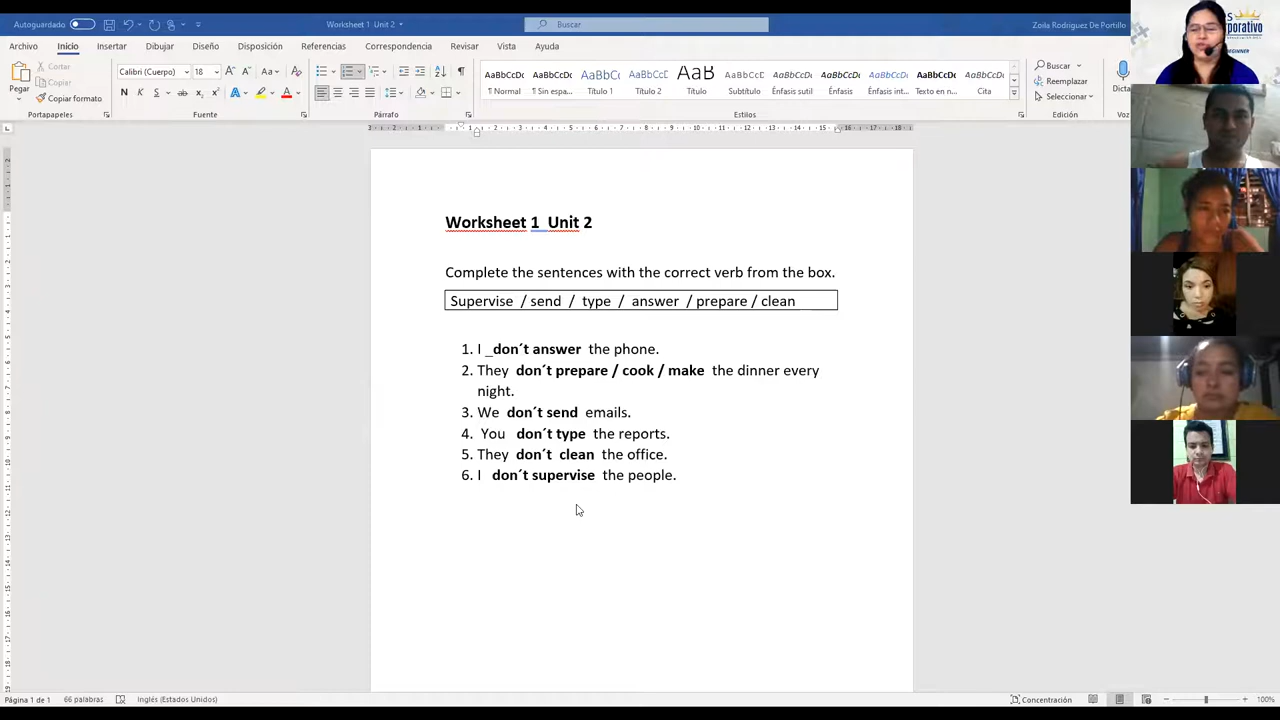 Autoguardado
Worksheet 1 Unit 2
Buscar
Zoila Rodriguez De Portillo
Archivo Inicio Insertar Dibujar Diseño Disposición Referencias Correspondencia Revisar Vista Ayuda
Pegar
Cortar
Copiar
Copiar formato
Portapapeles
Calibri (Cuerpo) 18
N K S
Fuente
Párrafo
AaBbCcDc AaBbCcDc AaBbCc AaBbCcD AaB AaBbCcD AaBbCcDc AaBbCcDc AaBbCcDc AaBbCcDc AaBbCcDc
Normal Sin espa... Título 1 Título 2 Título Subtítulo Énfasis sutil Énfasis Énfasis int... Texto en n... Cita
Estilos
Buscar
Reemplazar
Seleccionar
Edición
Dicta
Voz
Worksheet 1 Unit 2
Complete the sentences with the correct verb from the box.
Supervise / send / type / answer / prepare / clean
1. I _don´t answer the phone.
2. They don´t prepare / cook / make the dinner every
night.
3. We don´t send emails.
4. You don´t type the reports.
5. They don´t clean the office.
6. I don´t supervise the people.
Página 1 de 1 66 palabras Inglés (Estados Unidos)
Concentración
100%